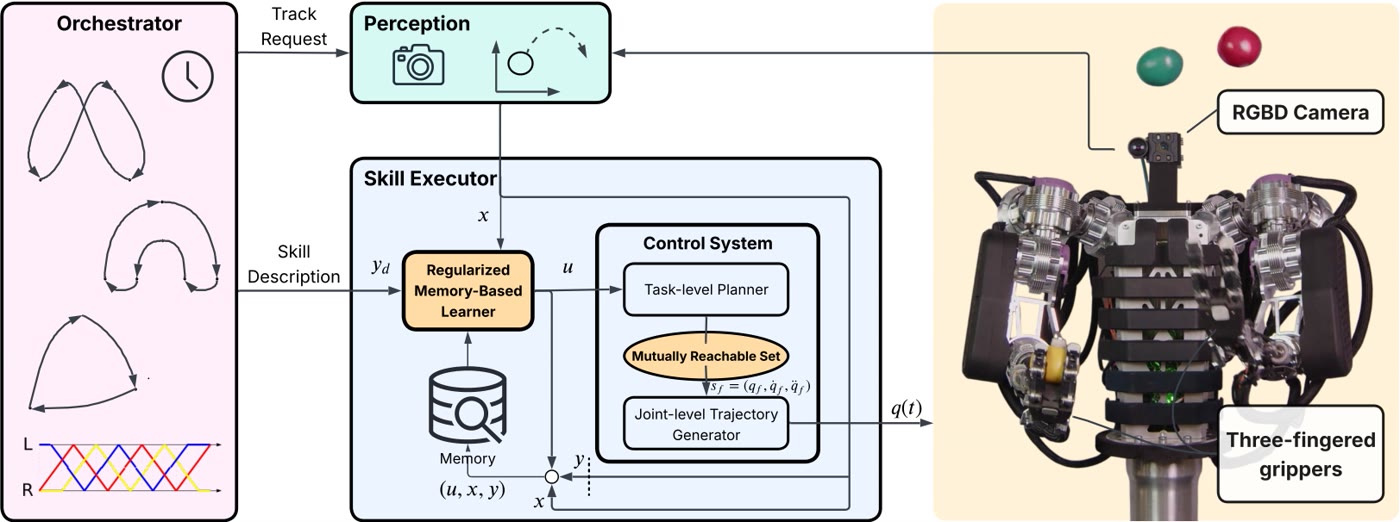 Orchestrator
L
R
Track
Request
Skill
Description
Perception
Skill Executor
x
y_d
Regularized
Memory-Based
Learner
u
Memory
(u, x, y)
y
x
Control System
Task-level Planner
Mutually Reachable Set
s_f = (q_f, q̇_f, q̈_f)
Joint-level Trajectory
Generator
q(t)
RGBD Camera
Three-fingered
grippers